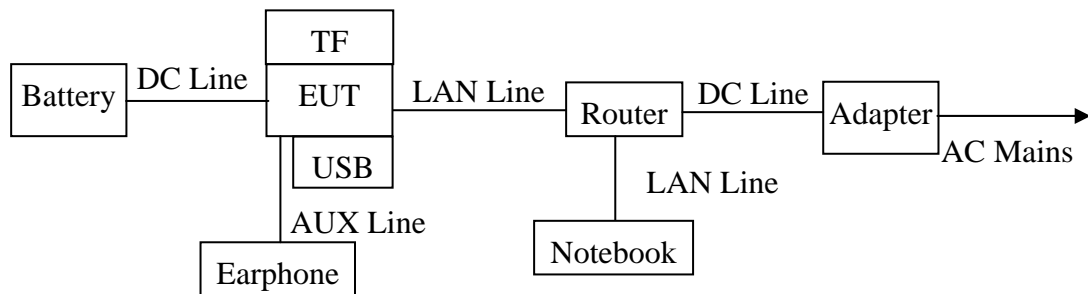 TF
Battery
DC Line
EUT
LAN Line
Router
DC Line
Adapter
AC Mains
USB
LAN Line
AUX Line
Earphone
Notebook